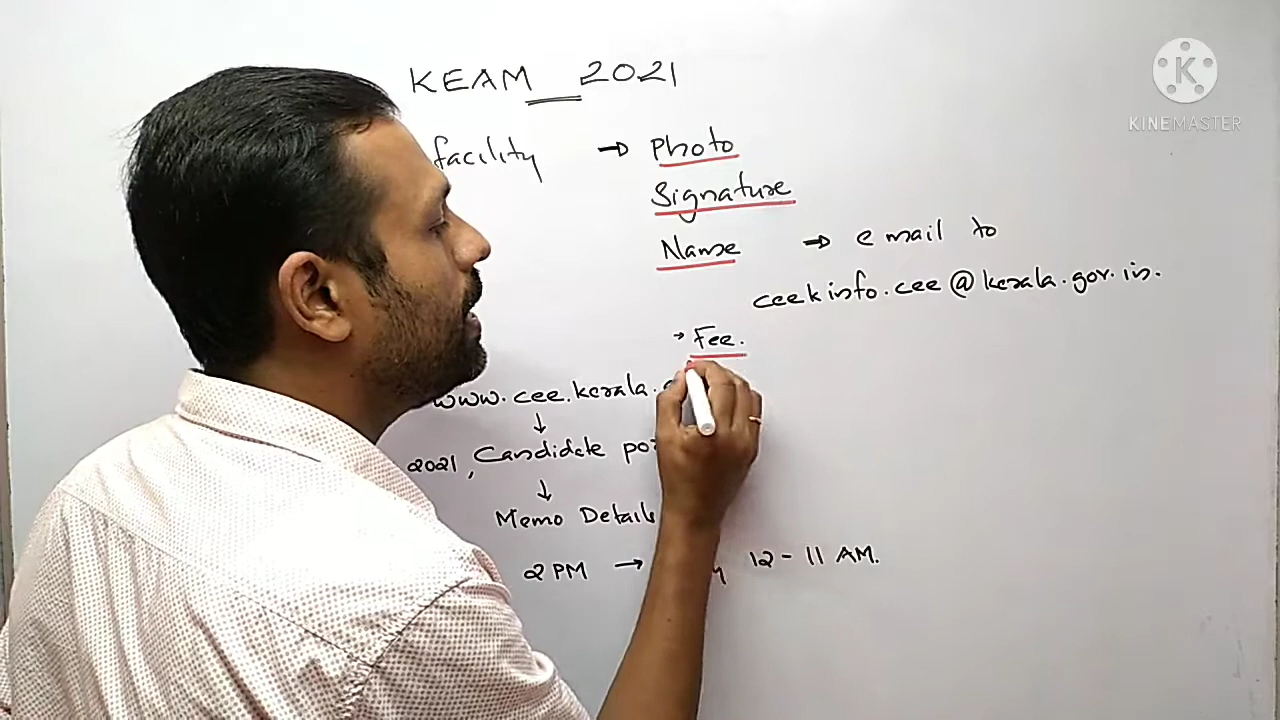 KEAM 2021
facility → Photo
Signature
Name → email to
ceekinfo.cee@kerala.gov.in.
→ Fee.
www.cee.kerala.
2021, Candidate
↓
Memo Details
2 PM → 12 - 11 AM.
K
KINEMASTER